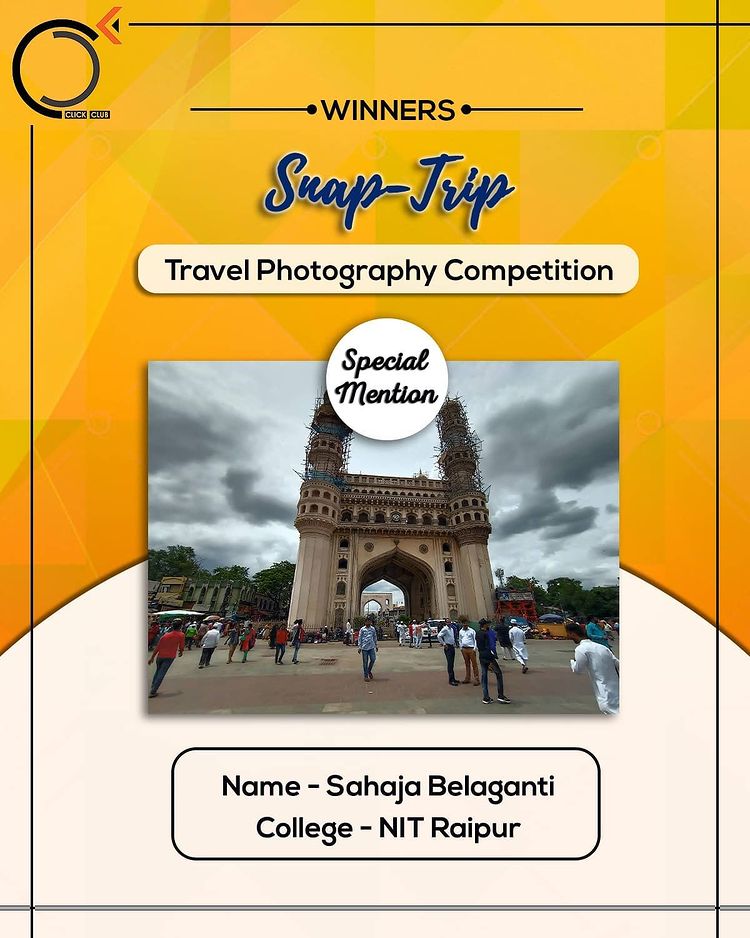 CLICK CLUB
WINNERS
Snap-Trip
Travel Photography Competition
Special
Mention
Name - Sahaja Belaganti
College - NIT Raipur